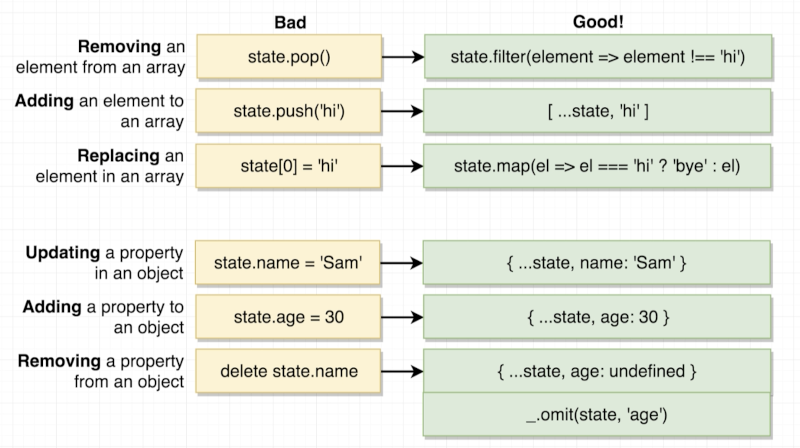 Bad
Good!
Removing an
element from an array
state.pop()
state.filter(element => element !== 'hi')
Adding an element to
an array
state.push('hi')
[ ...state, 'hi' ]
Replacing an
element in an array
state[0] = 'hi'
state.map(el => el === 'hi' ? 'bye' : el)
Updating a property
in an object
state.name = 'Sam'
{ ...state, name: 'Sam' }
Adding a property to
an object
state.age = 30
{ ...state, age: 30 }
Removing a property
from an object
delete state.name
{ ...state, age: undefined }
_.omit(state, 'age')